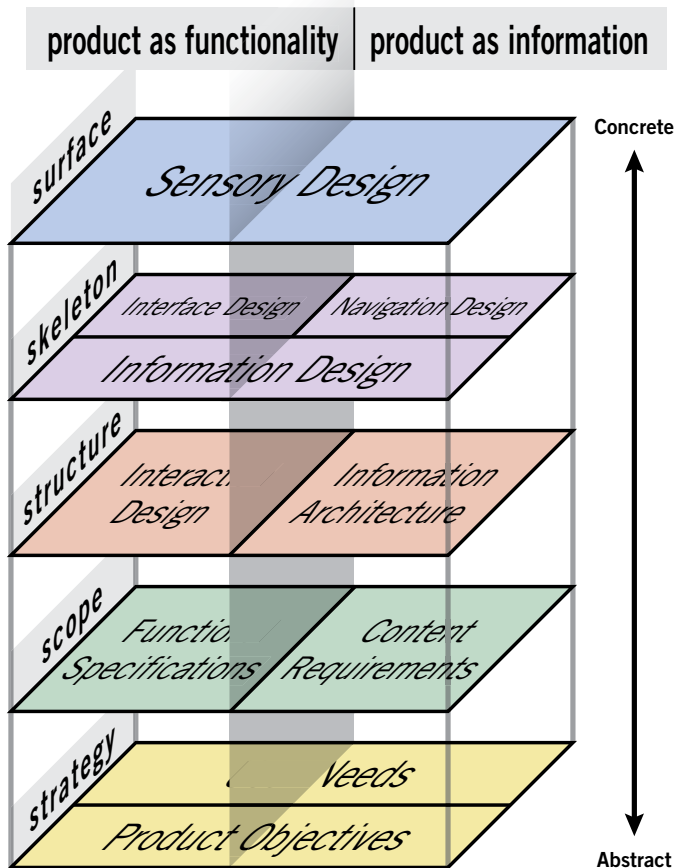 product as functionality
product as information
Concrete
surface
Sensory Design
skeleton
Interface Design
Navigation Design
Information Design
structure
Design
Information
Architecture
scope
Specifications
Content
Requirements
strategy
Needs
Product Objectives
Abstract